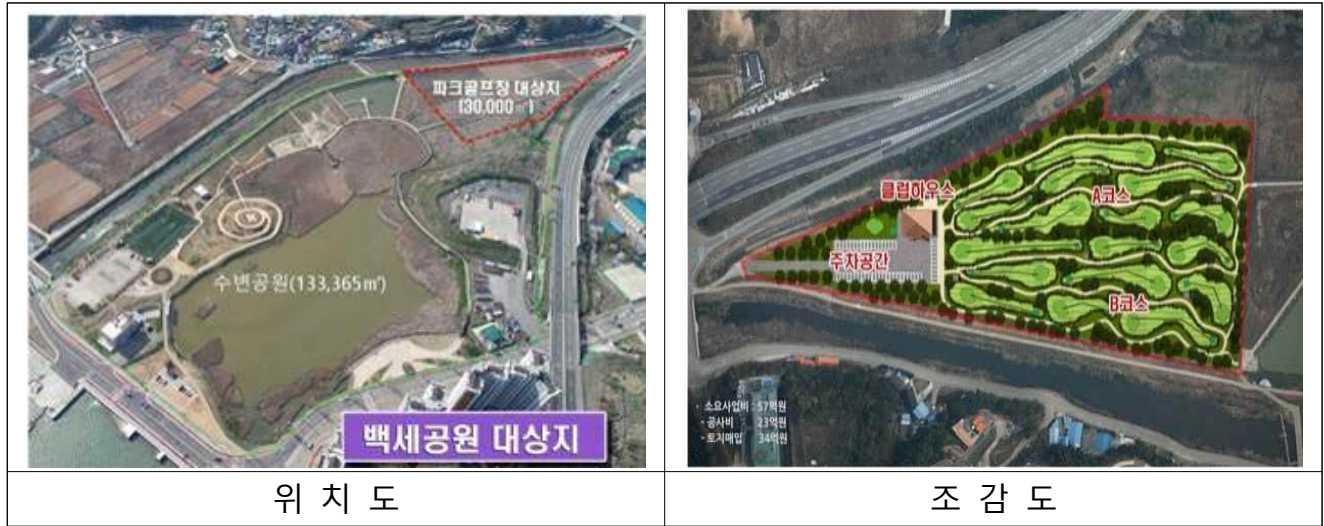 파크골프장 대상지
(30,000㎡)
수변공원(133,365㎡)
백세공원 대상지
클럽하우스
A코스
주차공간
B코스
- 소요사업비 : 57억원
- 공사비 23억원
- 토지매입 34억원
위 치 도
조 감 도